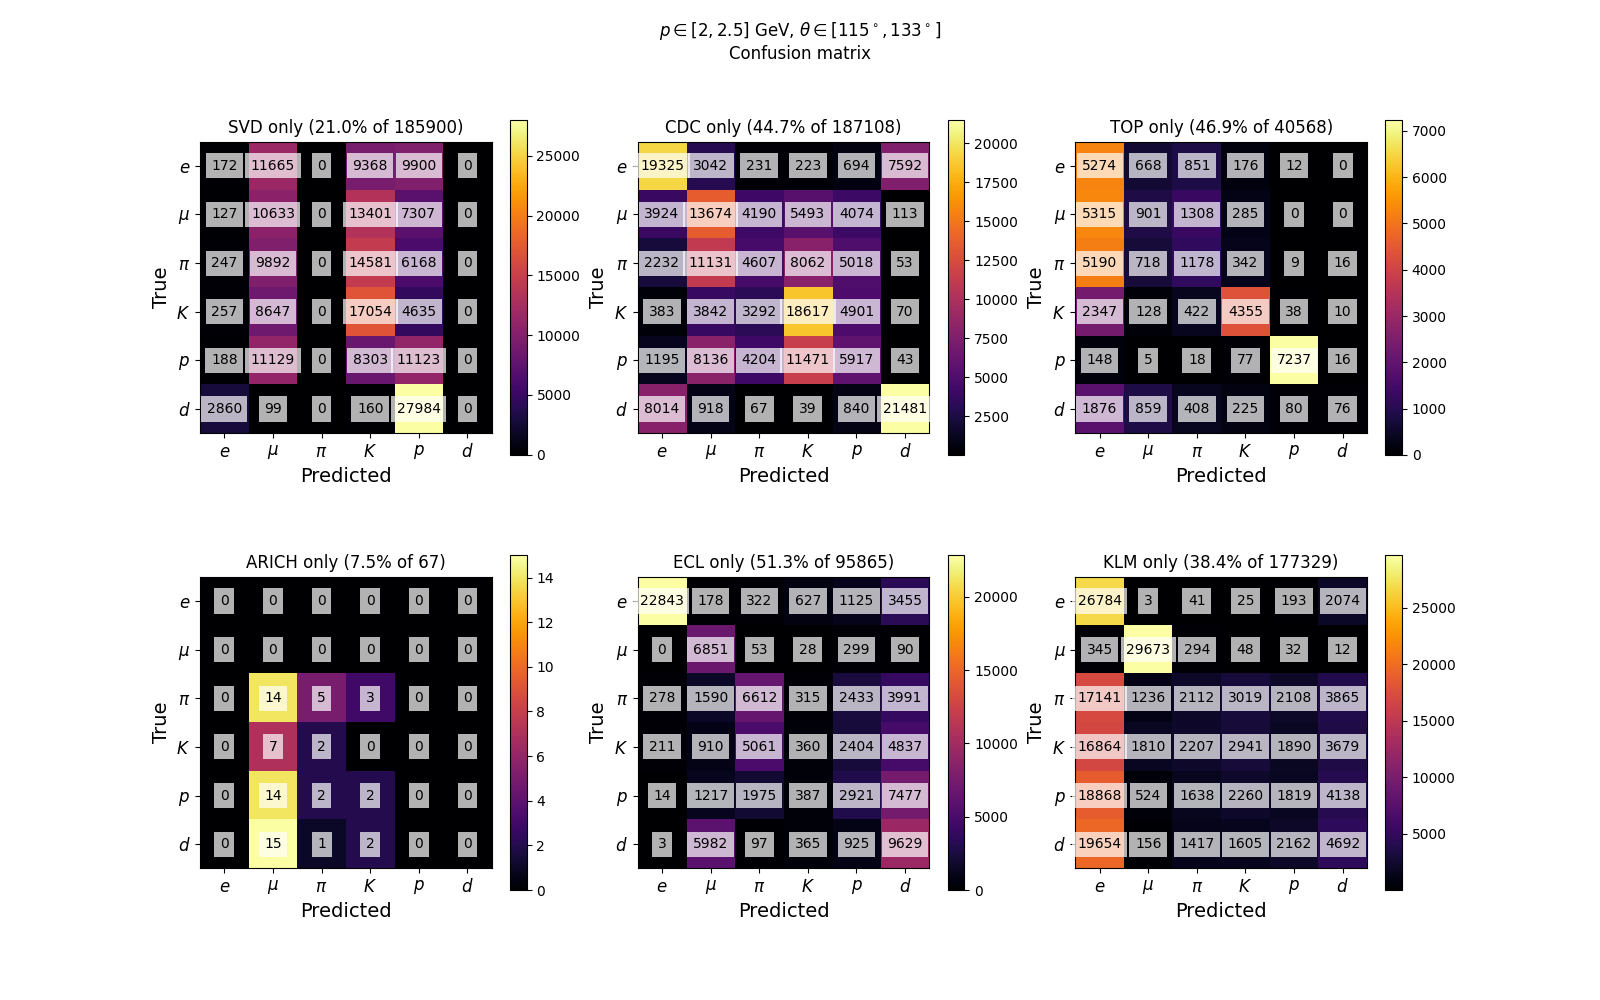 p ∈ [2, 2.5] GeV, θ ∈ [115°, 133°]
Confusion matrix
SVD only (21.0% of 185900)
e 172 11665 0 9368 9900 0
μ 127 10633 0 13401 7307 0
π 247 9892 0 14581 6168 0
K 257 8647 0 17054 4635 0
p 188 11129 0 8303 11123 0
d 2860 99 0 160 27984 0
e μ π K p d
Predicted
True
25000
20000
15000
10000
5000
0
CDC only (44.7% of 187108)
e 19325 3042 231 223 694 7592
μ 3924 13674 4190 5493 4074 113
π 2232 11131 4607 8062 5018 53
K 383 3842 3292 18617 4901 70
p 1195 8136 4204 11471 5917 43
d 8014 918 67 39 840 21481
e μ π K p d
Predicted
True
20000
17500
15000
12500
10000
7500
5000
2500
TOP only (46.9% of 40568)
e 5274 668 851 176 12 0
μ 5315 901 1308 285 0 0
π 5190 718 1178 342 9 16
K 2347 128 422 4355 38 10
p 148 5 18 77 7237 16
d 1876 859 408 225 80 76
e μ π K p d
Predicted
True
7000
6000
5000
4000
3000
2000
1000
0
ARICH only (7.5% of 67)
e 0 0 0 0 0 0
μ 0 0 0 0 0 0
π 0 14 5 3 0 0
K 0 7 2 0 0 0
p 0 14 2 2 0 0
d 0 15 1 2 0 0
e μ π K p d
Predicted
True
14
12
10
8
6
4
2
0
ECL only (51.3% of 95865)
e 22843 178 322 627 1125 3455
μ 0 6851 53 28 299 90
π 278 1590 6612 315 2433 3991
K 211 910 5061 360 2404 4837
p 14 1217 1975 387 2921 7477
d 3 5982 97 365 925 9629
e μ π K p d
Predicted
True
20000
15000
10000
5000
0
KLM only (38.4% of 177329)
e 26784 3 41 25 193 2074
μ 345 29673 294 48 32 12
π 17141 1236 2112 3019 2108 3865
K 16864 1810 2207 2941 1890 3679
p 18868 524 1638 2260 1819 4138
d 19654 156 1417 1605 2162 4692
e μ π K p d
Predicted
True
25000
20000
15000
10000
5000